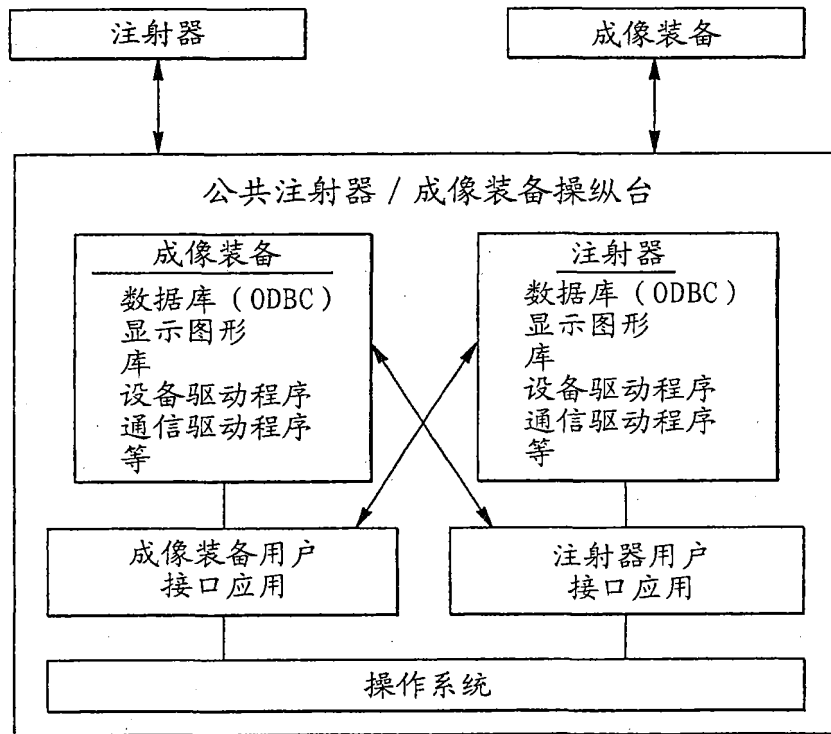 注射器
成像装备
公共注射器 / 成像装备操纵台
成像装备
数据库（ODBC）
显示图形
库
设备驱动程序
通信驱动程序
等
注射器
数据库（ODBC）
显示图形
库
设备驱动程序
通信驱动程序
等
成像装备用户
接口应用
注射器用户
接口应用
操作系统